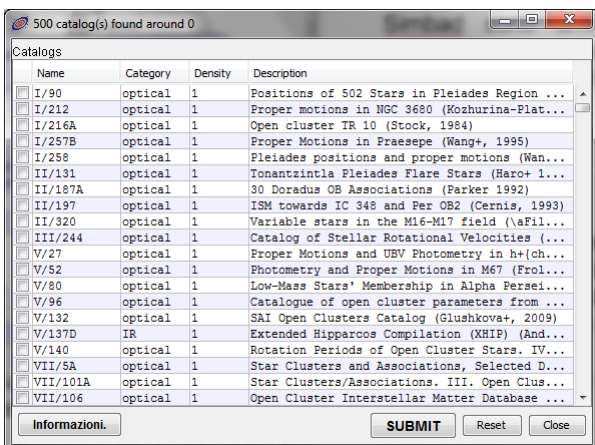 500 catalog(s) found around 0
Simbad
Catalogs
Name Category Density Description
I/90 optical 1 Positions of 502 Stars in Pleiades Region ...
I/212 optical 1 Proper motions in NGC 3680 (Kozhurina-Plat...
I/216A optical 1 Open cluster TR 10 (Stock, 1984)
I/257B optical 1 Proper Motions in Praesepe (Wang+, 1995)
I/258 optical 1 Pleiades positions and proper motions (Wan...
II/131 optical 1 Tonantzintla Pleiades Flare Stars (Haro+ 1...
II/187A optical 1 30 Doradus OB Associations (Parker 1992)
II/197 optical 1 ISM towards IC 348 and Per OB2 (Cernis, 1993)
II/320 optical 1 Variable stars in the M16-M17 field (\aFil...
III/244 optical 1 Catalog of Stellar Rotational Velocities (...
V/27 optical 1 Proper Motions and UBV Photometry in h+{ch...
V/52 optical 1 Photometry and Proper Motions in M67 (Frol...
V/80 optical 1 Low-Mass Stars' Membership in Alpha Persei...
V/96 optical 1 Catalogue of open cluster parameters from ...
V/132 optical 1 SAI Open Clusters Catalog (Glushkova+, 2009)
V/137D IR 1 Extended Hipparcos Compilation (XHIP) (And...
V/140 optical 1 Rotation Periods of Open Cluster Stars. IV...
VII/5A optical 1 Star Clusters and Associations, Selected D...
VII/101A optical 1 Star Clusters/Associations. III. Open Clus...
VII/106 optical 1 Open Cluster Interstellar Matter Database ...
Informazioni. SUBMIT Reset Close